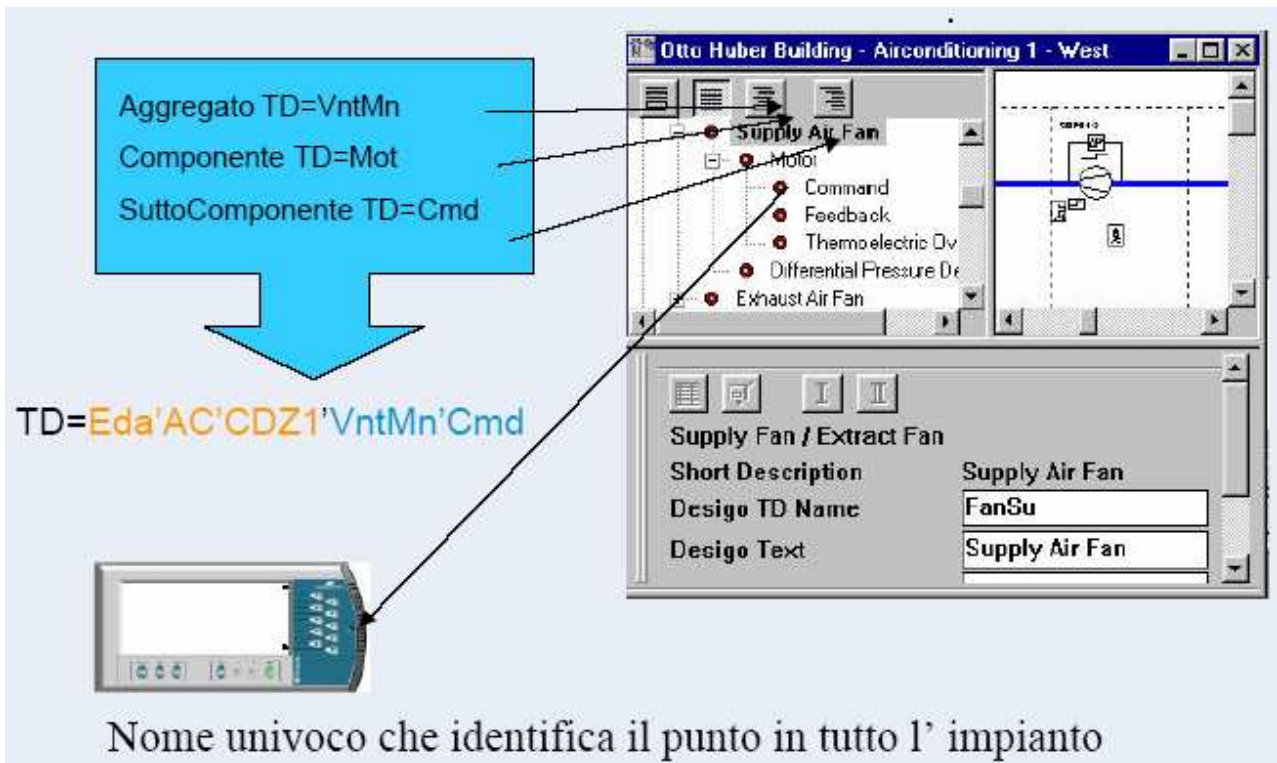 Aggregato TD=VntMn
Componente TD=Mot
SuttoComponente TD=Cmd
TD=Eda'AC'CDZ1'VntMn'Cmd
Otto Huber Building - Airconditioning 1 - West
Supply Air Fan
Motor
Command
Feedback
Thermoelectric Ov
Differential Pressure De
Exhaust Air Fan
Supply Fan / Extract Fan
Short Description Supply Air Fan
Desigo TD Name FanSu
Desigo Text Supply Air Fan
Nome univoco che identifica il punto in tutto l' impianto